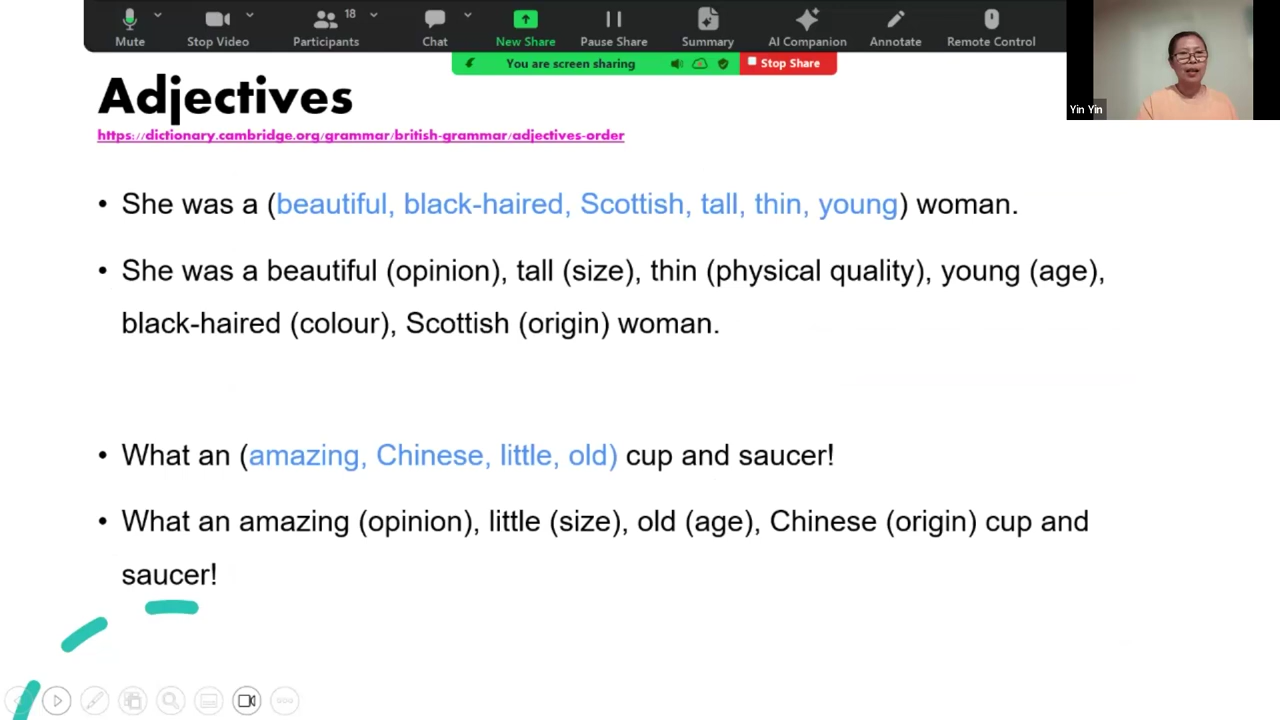 18
Mute
Stop Video
Participants
Chat
New Share
Pause Share
Summary
AI Companion
Annotate
Remote Control
You are screen sharing
Stop Share
Yin Yin
Adjectives
https://dictionary.cambridge.org/grammar/british-grammar/adjectives-order
• She was a (beautiful, black-haired, Scottish, tall, thin, young) woman.
• She was a beautiful (opinion), tall (size), thin (physical quality), young (age),
black-haired (colour), Scottish (origin) woman.
• What an (amazing, Chinese, little, old) cup and saucer!
• What an amazing (opinion), little (size), old (age), Chinese (origin) cup and
saucer!